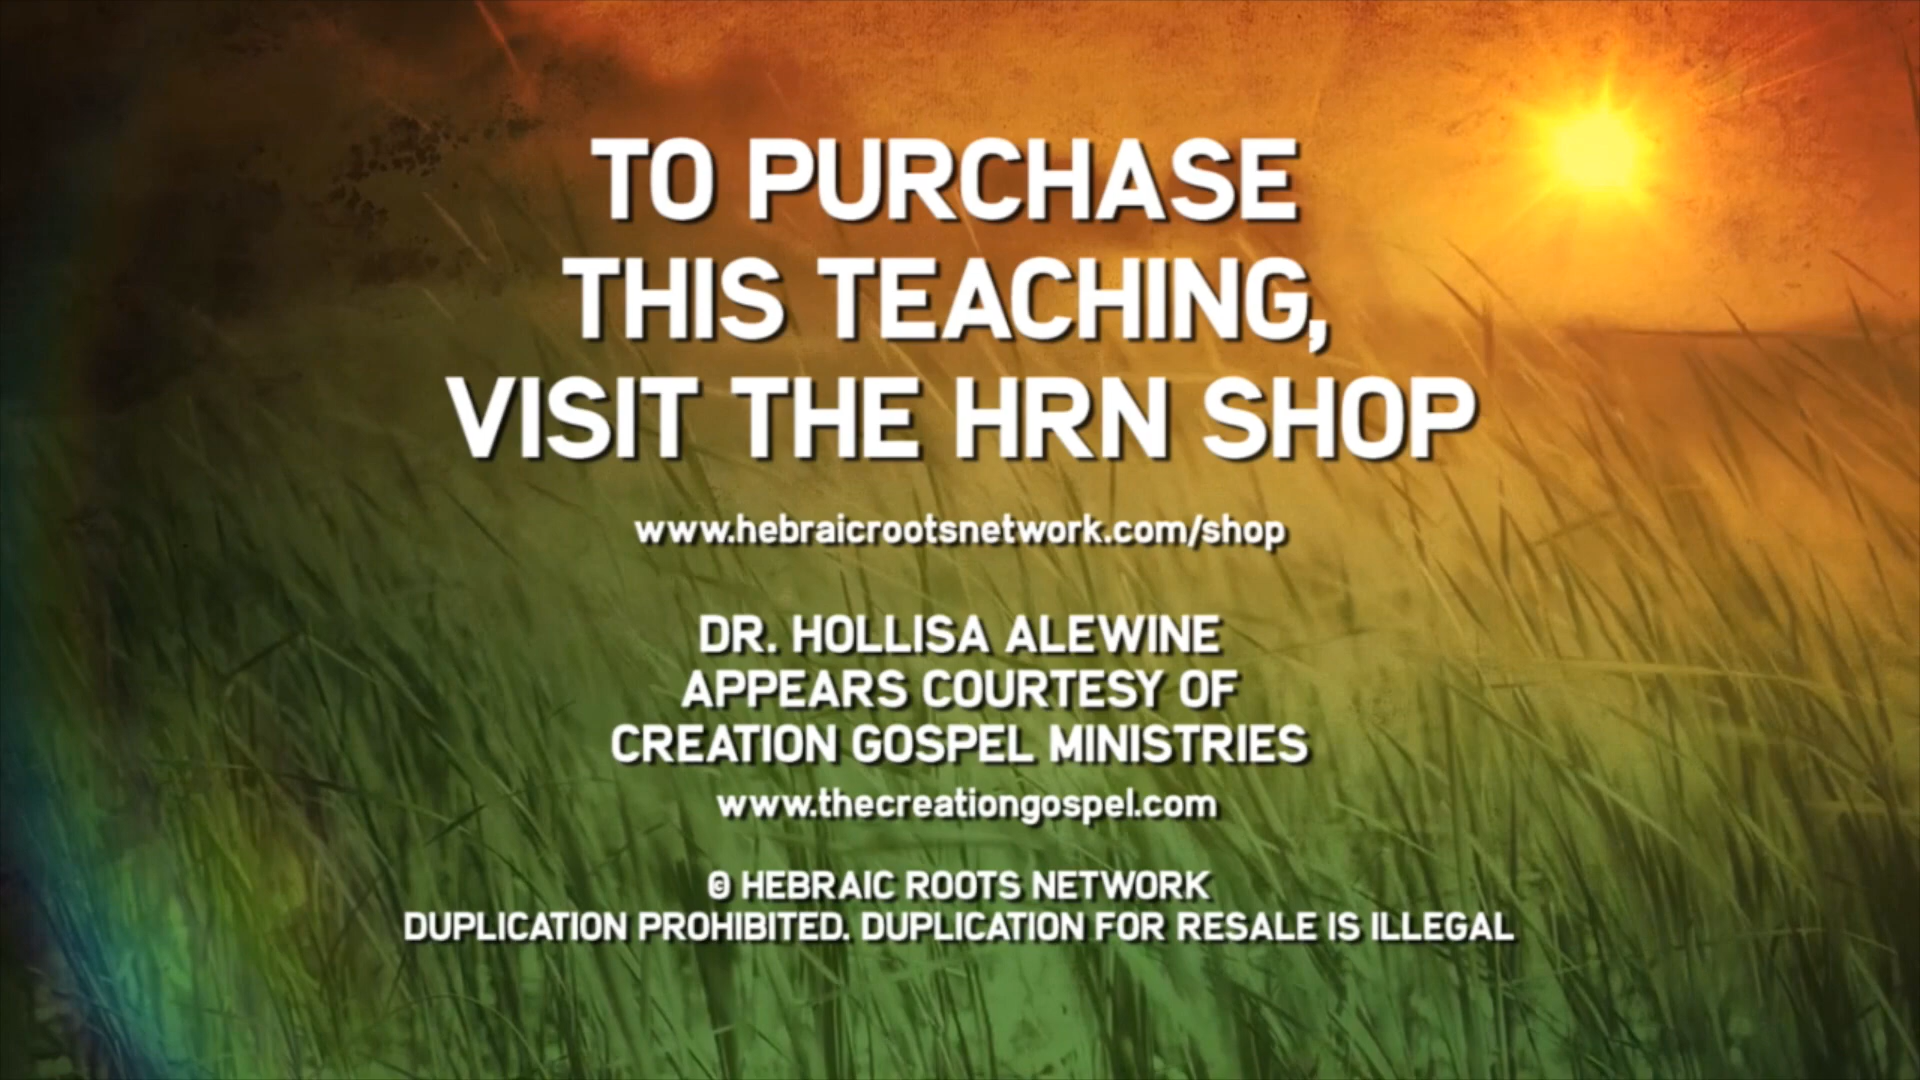 TO PURCHASE
THIS TEACHING,
VISIT THE HRN SHOP
www.hebraicrootsnetwork.com/shop
DR. HOLLISA ALEWINE
APPEARS COURTESY OF
CREATION GOSPEL MINISTRIES
www.thecreationgospel.com
© HEBRAIC ROOTS NETWORK
DUPLICATION PROHIBITED. DUPLICATION FOR RESALE IS ILLEGAL